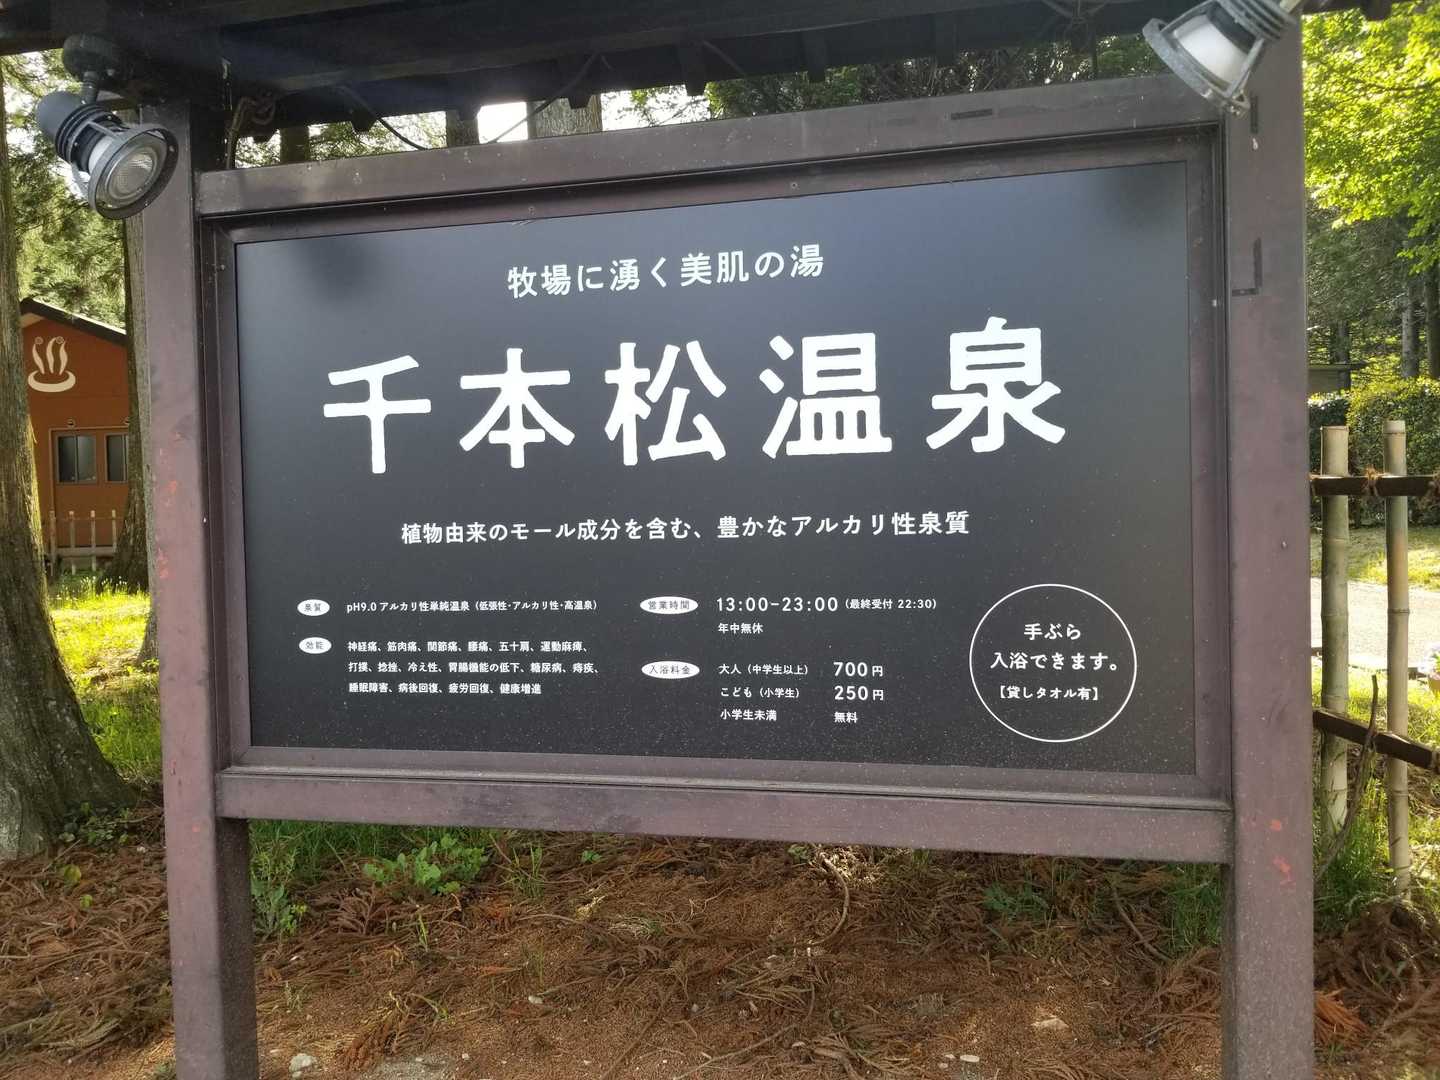 牧場に湧く美肌の湯
千本松温泉
植物由来のモール成分を含む、豊かなアルカリ性泉質
泉質 pH9.0 アルカリ性単純温泉（低張性・アルカリ性・高温泉）
効能 神経痛、筋肉痛、関節痛、腰痛、五十肩、運動麻痺、
打撲、捻挫、冷え性、胃腸機能の低下、糖尿病、痔疾、
睡眠障害、病後回復、疲労回復、健康増進
営業時間 13:00-23:00（最終受付 22:30）
年中無休
入浴料金 大人（中学生以上） 700円
こども（小学生） 250円
小学生未満 無料
手ぶら
入浴できます。
【貸しタオル有】